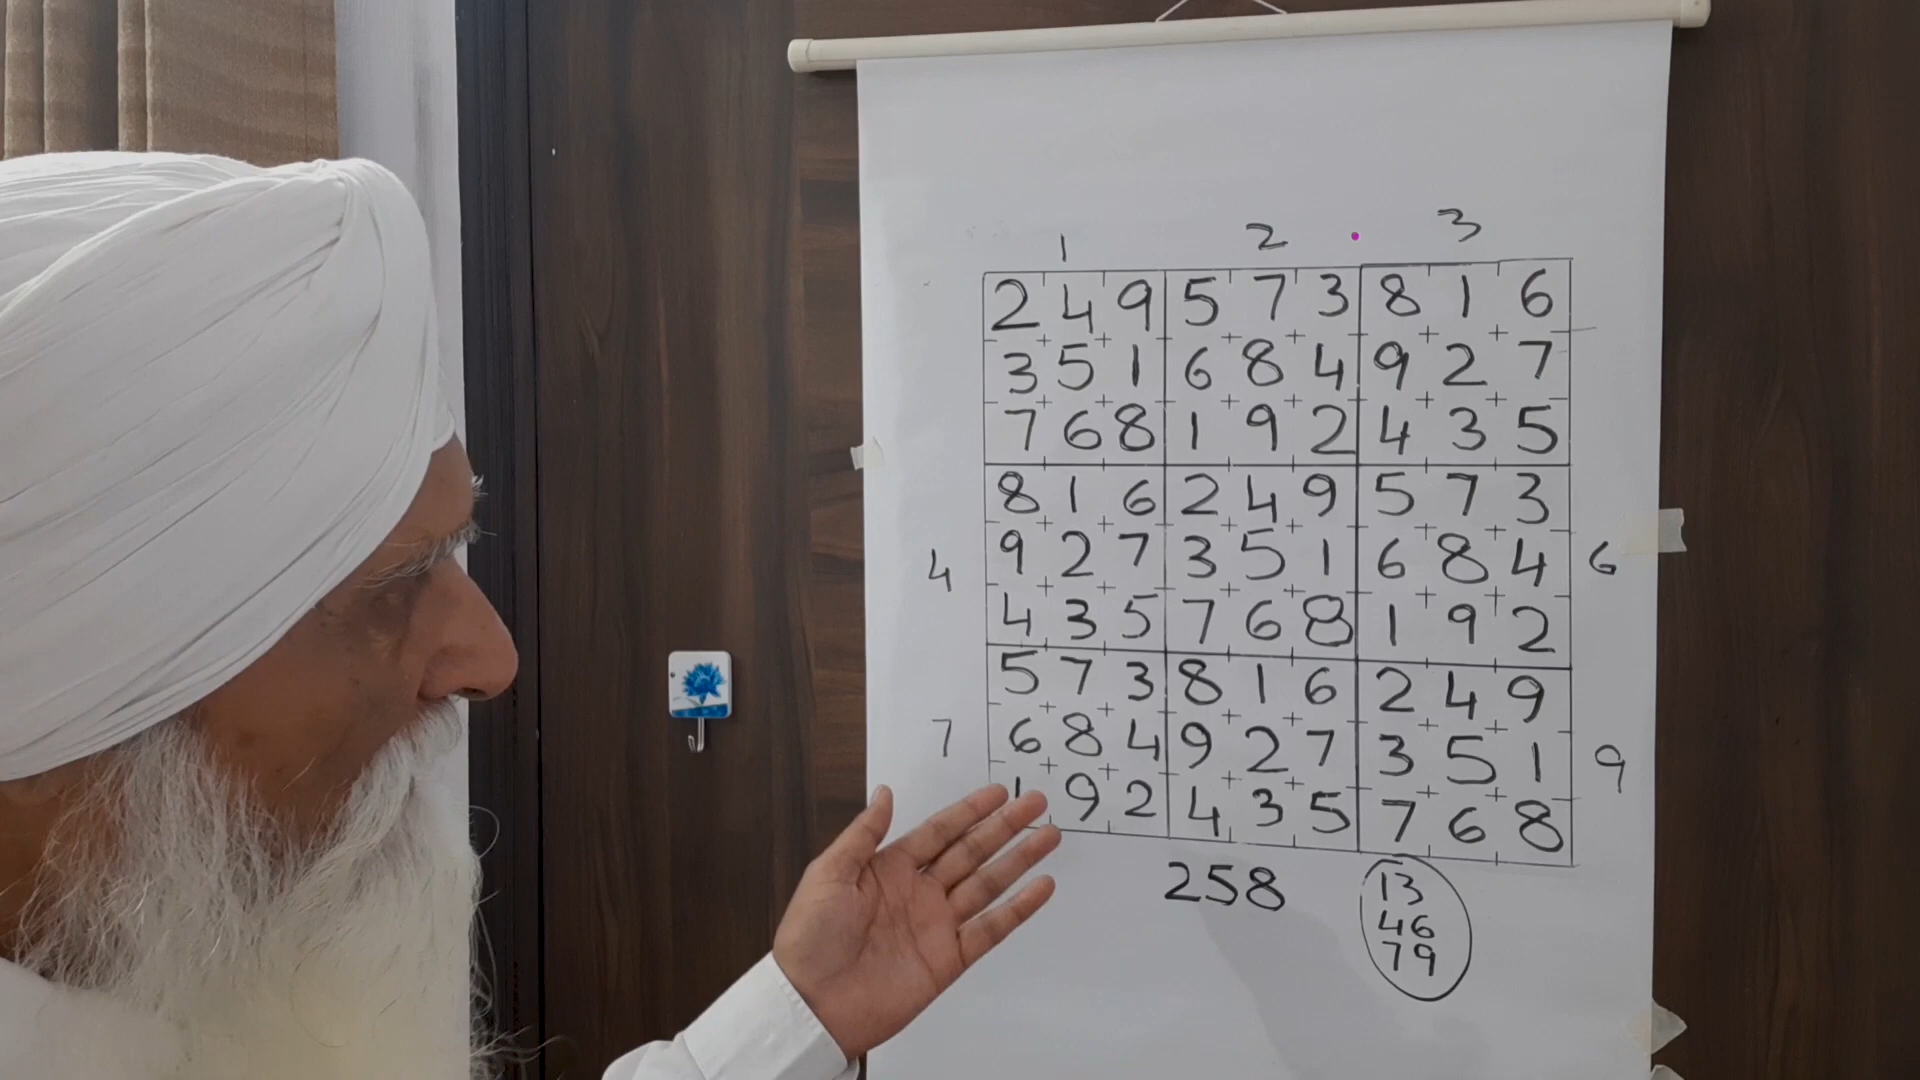 1 2 3
2 4 9 5 7 3 8 1 6
3 5 1 6 8 4 9 2 7
7 6 8 1 9 2 4 3 5
8 1 6 2 4 9 5 7 3
4 9 2 7 3 5 1 6 8 4 6
4 3 5 7 6 8 1 9 2
5 7 3 8 1 6 2 4 9
7 6 8 4 9 2 7 3 5 1 9
1 9 2 4 3 5 7 6 8
258
13
46
79